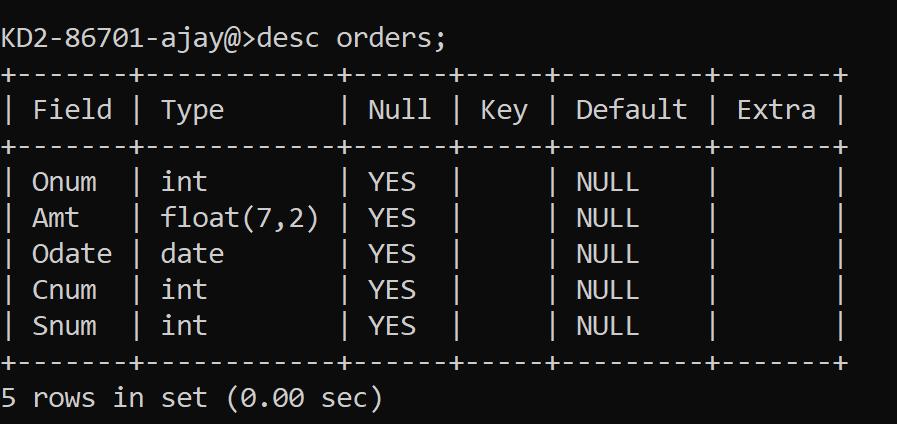 KD2-86701-ajay@>desc orders;
+-------+------------+------+-----+---------+-------+
| Field | Type       | Null | Key | Default | Extra |
+-------+------------+------+-----+---------+-------+
| Onum  | int        | YES  |     | NULL    |       |
| Amt   | float(7,2) | YES  |     | NULL    |       |
| Odate | date       | YES  |     | NULL    |       |
| Cnum  | int        | YES  |     | NULL    |       |
| Snum  | int        | YES  |     | NULL    |       |
+-------+------------+------+-----+---------+-------+
5 rows in set (0.00 sec)